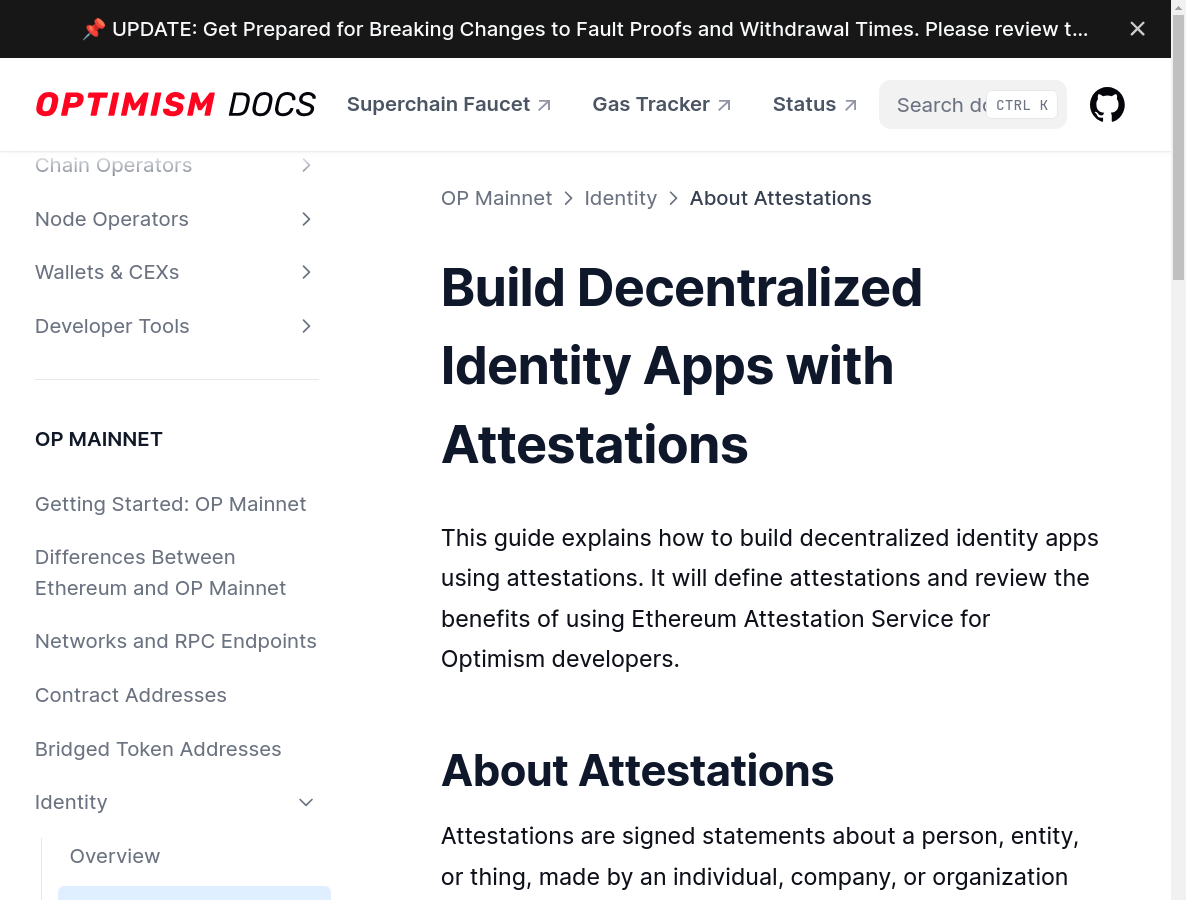 📌 UPDATE: Get Prepared for Breaking Changes to Fault Proofs and Withdrawal Times. Please review t...
OPTIMISM DOCS
Superchain Faucet
Gas Tracker
Status
Search do
CTRL K
Chain Operators
Node Operators
Wallets & CEXs
Developer Tools
OP MAINNET
Getting Started: OP Mainnet
Differences Between
Ethereum and OP Mainnet
Networks and RPC Endpoints
Contract Addresses
Bridged Token Addresses
Identity
Overview
OP Mainnet > Identity > About Attestations
Build Decentralized
Identity Apps with
Attestations
This guide explains how to build decentralized identity apps
using attestations. It will define attestations and review the
benefits of using Ethereum Attestation Service for
Optimism developers.
About Attestations
Attestations are signed statements about a person, entity,
or thing, made by an individual, company, or organization